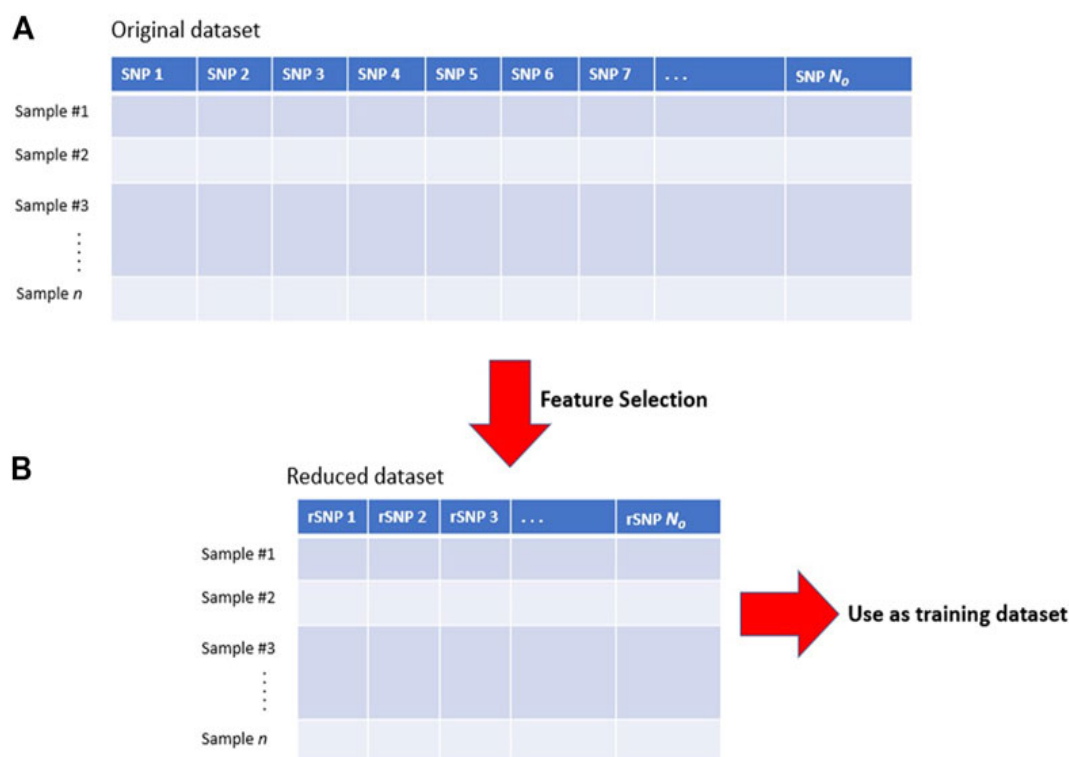 A
Original dataset
SNP 1 SNP 2 SNP 3 SNP 4 SNP 5 SNP 6 SNP 7 . . . SNP Nₒ
Sample #1
Sample #2
Sample #3
Sample n
Feature Selection
B
Reduced dataset
rSNP 1 rSNP 2 rSNP 3 . . . rSNP Nₒ
Sample #1
Sample #2
Sample #3
Sample n
Use as training dataset